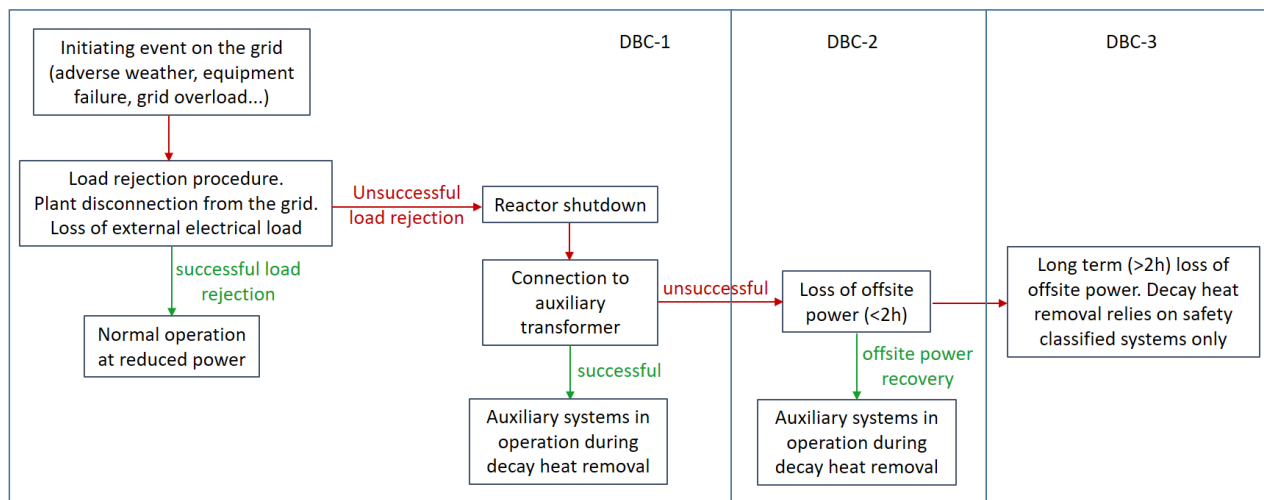 DBC-1
DBC-2
DBC-3
Initiating event on the grid
(adverse weather, equipment
failure, grid overload...)
Load rejection procedure.
Plant disconnection from the grid.
Loss of external electrical load
Unsuccessful
load rejection
Reactor shutdown
successful load
rejection
Normal operation
at reduced power
Connection to
auxiliary
transformer
unsuccessful
successful
Auxiliary systems in
operation during
decay heat removal
Loss of offsite
power (<2h)
offsite power
recovery
Auxiliary systems in
operation during
decay heat removal
Long term (>2h) loss of
offsite power. Decay heat
removal relies on safety
classified systems only